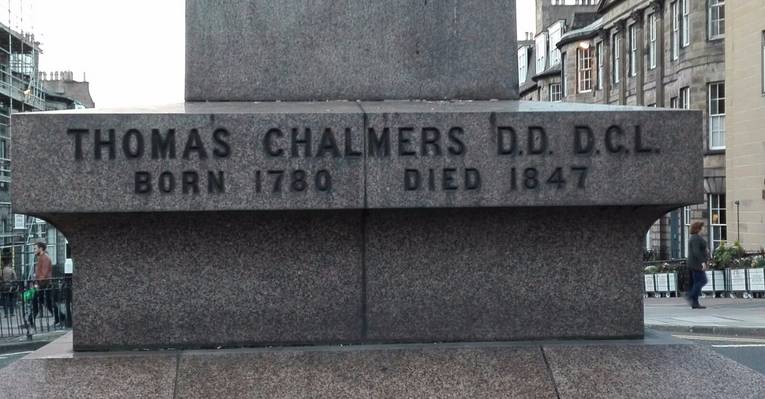 THOMAS CHALMERS D.D. D.C.L.
BORN 1780 DIED 1847